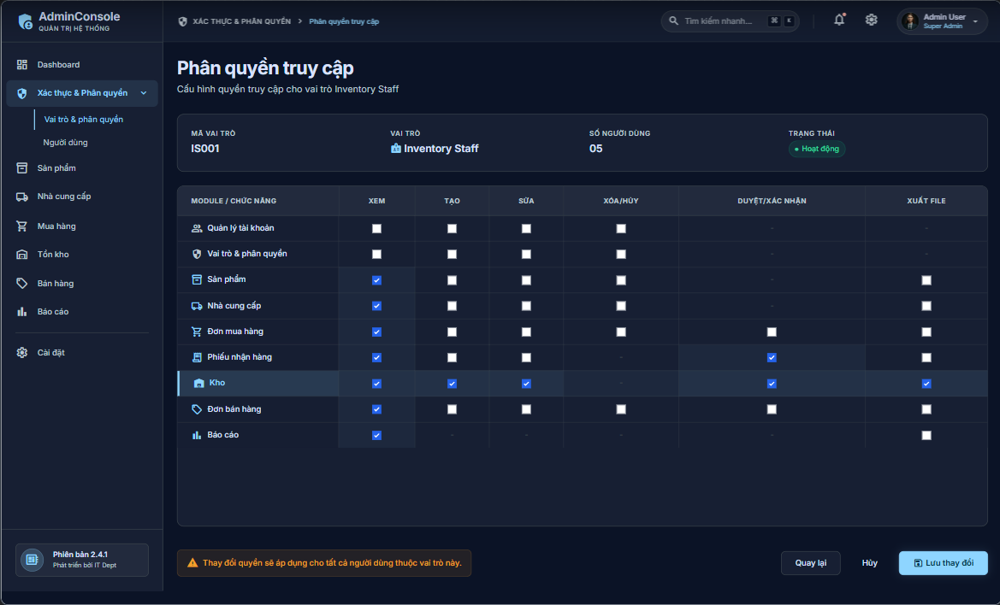 AdminConsole
QUẢN TRỊ HỆ THỐNG
Dashboard
Xác thực & Phân quyền
Vai trò & phân quyền
Người dùng
Sản phẩm
Nhà cung cấp
Mua hàng
Tồn kho
Bán hàng
Báo cáo
Cài đặt
Phiên bản 2.4.1
Phát triển bởi IT Dept
XÁC THỰC & PHÂN QUYỀN > Phân quyền truy cập
Tìm kiếm nhanh... ⌘ K
Admin User
Super Admin
Phân quyền truy cập
Cấu hình quyền truy cập cho vai trò Inventory Staff
MÃ VAI TRÒ VAI TRÒ SỐ NGƯỜI DÙNG TRẠNG THÁI
IS001 Inventory Staff 05 Hoạt động
MODULE / CHỨC NĂNG XEM TẠO SỬA XÓA/HỦY DUYỆT/XÁC NHẬN XUẤT FILE
Quản lý tài khoản - -
Vai trò & phân quyền - -
Sản phẩm -
Nhà cung cấp -
Đơn mua hàng
Phiếu nhận hàng -
Kho -
Đơn bán hàng
Báo cáo - - - -
Thay đổi quyền sẽ áp dụng cho tất cả người dùng thuộc vai trò này.
Quay lại Hủy Lưu thay đổi